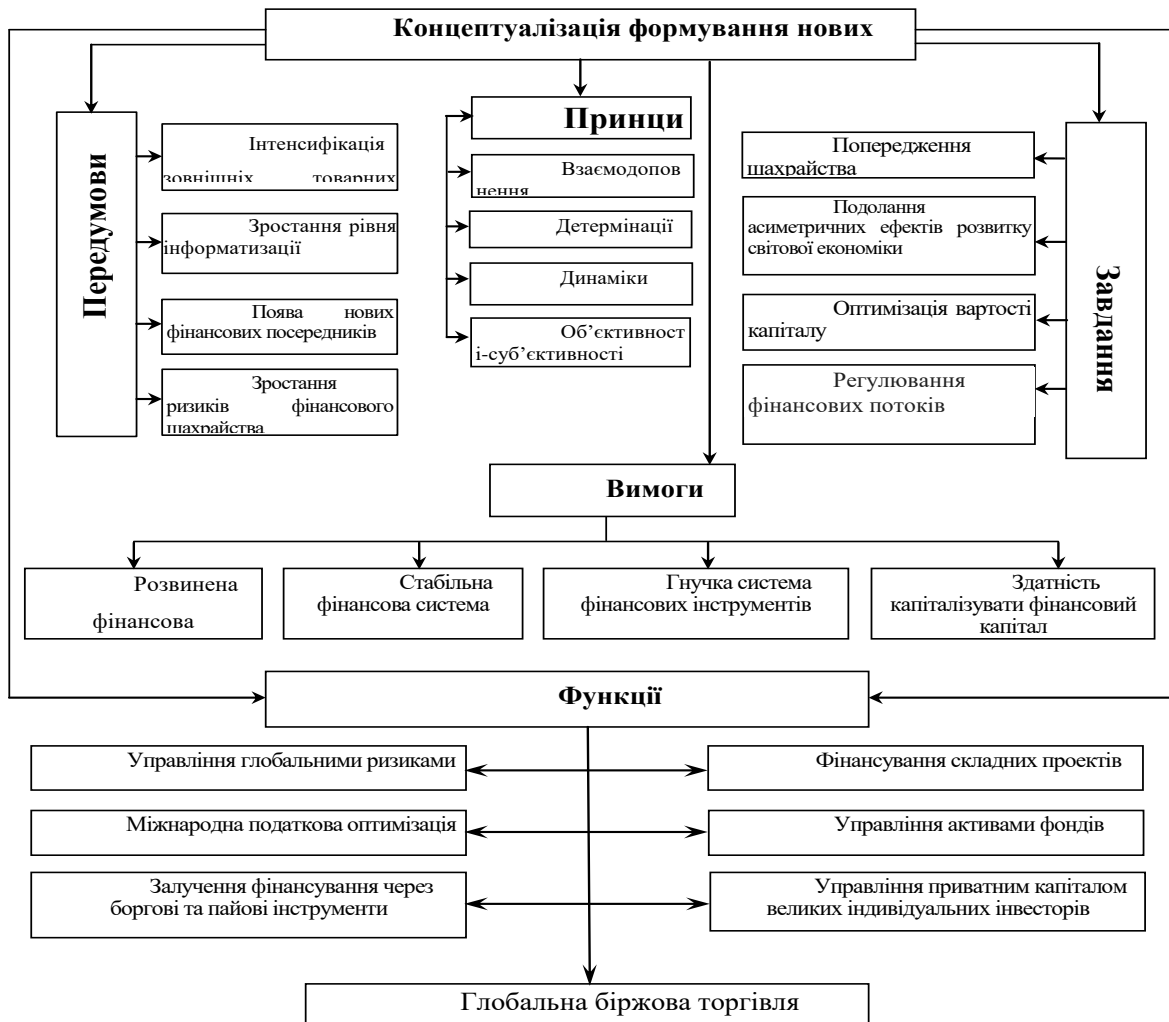 Концептуалізація формування нових
Передумови
Інтенсифікація
зовнішніх товарних
Зростання рівня
інформатизації
Поява нових
фінансових посередників
Зростання
ризиків фінансового
шахрайства
Принци
Взаємодопов
нення
Детермінації
Динаміки
Об’єктивност
і-суб’єктивності
Попередження
шахрайства
Подолання
асиметричних ефектів розвитку
світової економіки
Оптимізація вартості
капіталу
Регулювання
фінансових потоків
Завдання
Вимоги
Розвинена
фінансова
Стабільна
фінансова система
Гнучка система
фінансових інструментів
Здатність
капіталізувати фінансовий
капітал
Функції
Управління глобальними ризиками
Фінансування складних проектів
Міжнародна податкова оптимізація
Управління активами фондів
Залучення фінансування через
боргові та пайові інструменти
Управління приватним капіталом
великих індивідуальних інвесторів
Глобальна біржова торгівля